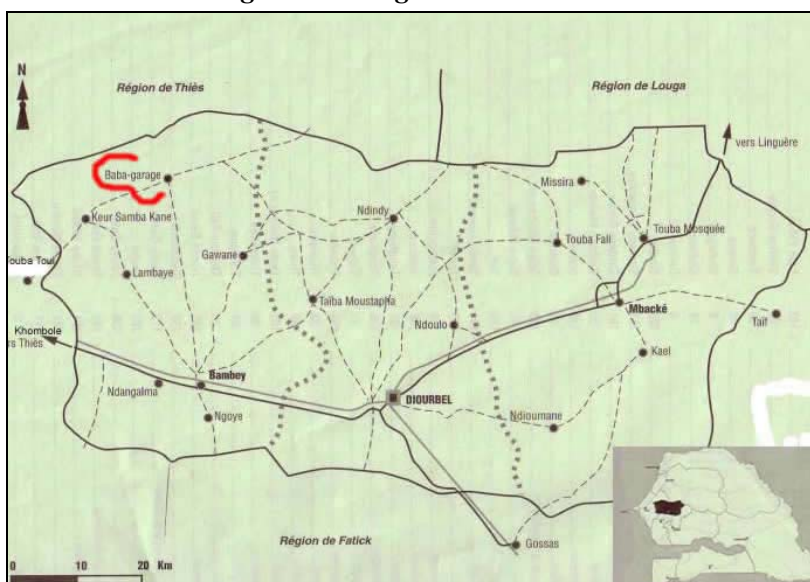 N
Région de Thiès
Région de Louga
vers Linguère
Baba-garage
Missira
Keur Samba Kane
Ndindy
Touba Mosquée
Touba Fall
Gawane
Touba Toul
Lambaye
Taïba Moustapha
Mbacké
Taïf
Ndoulo
Khombole
rs Thiès
Kael
Bambey
Ndangalma
DIOURBEL
Ngoye
Ndioumane
Région de Fatick
Gossas
0 10 20 Km